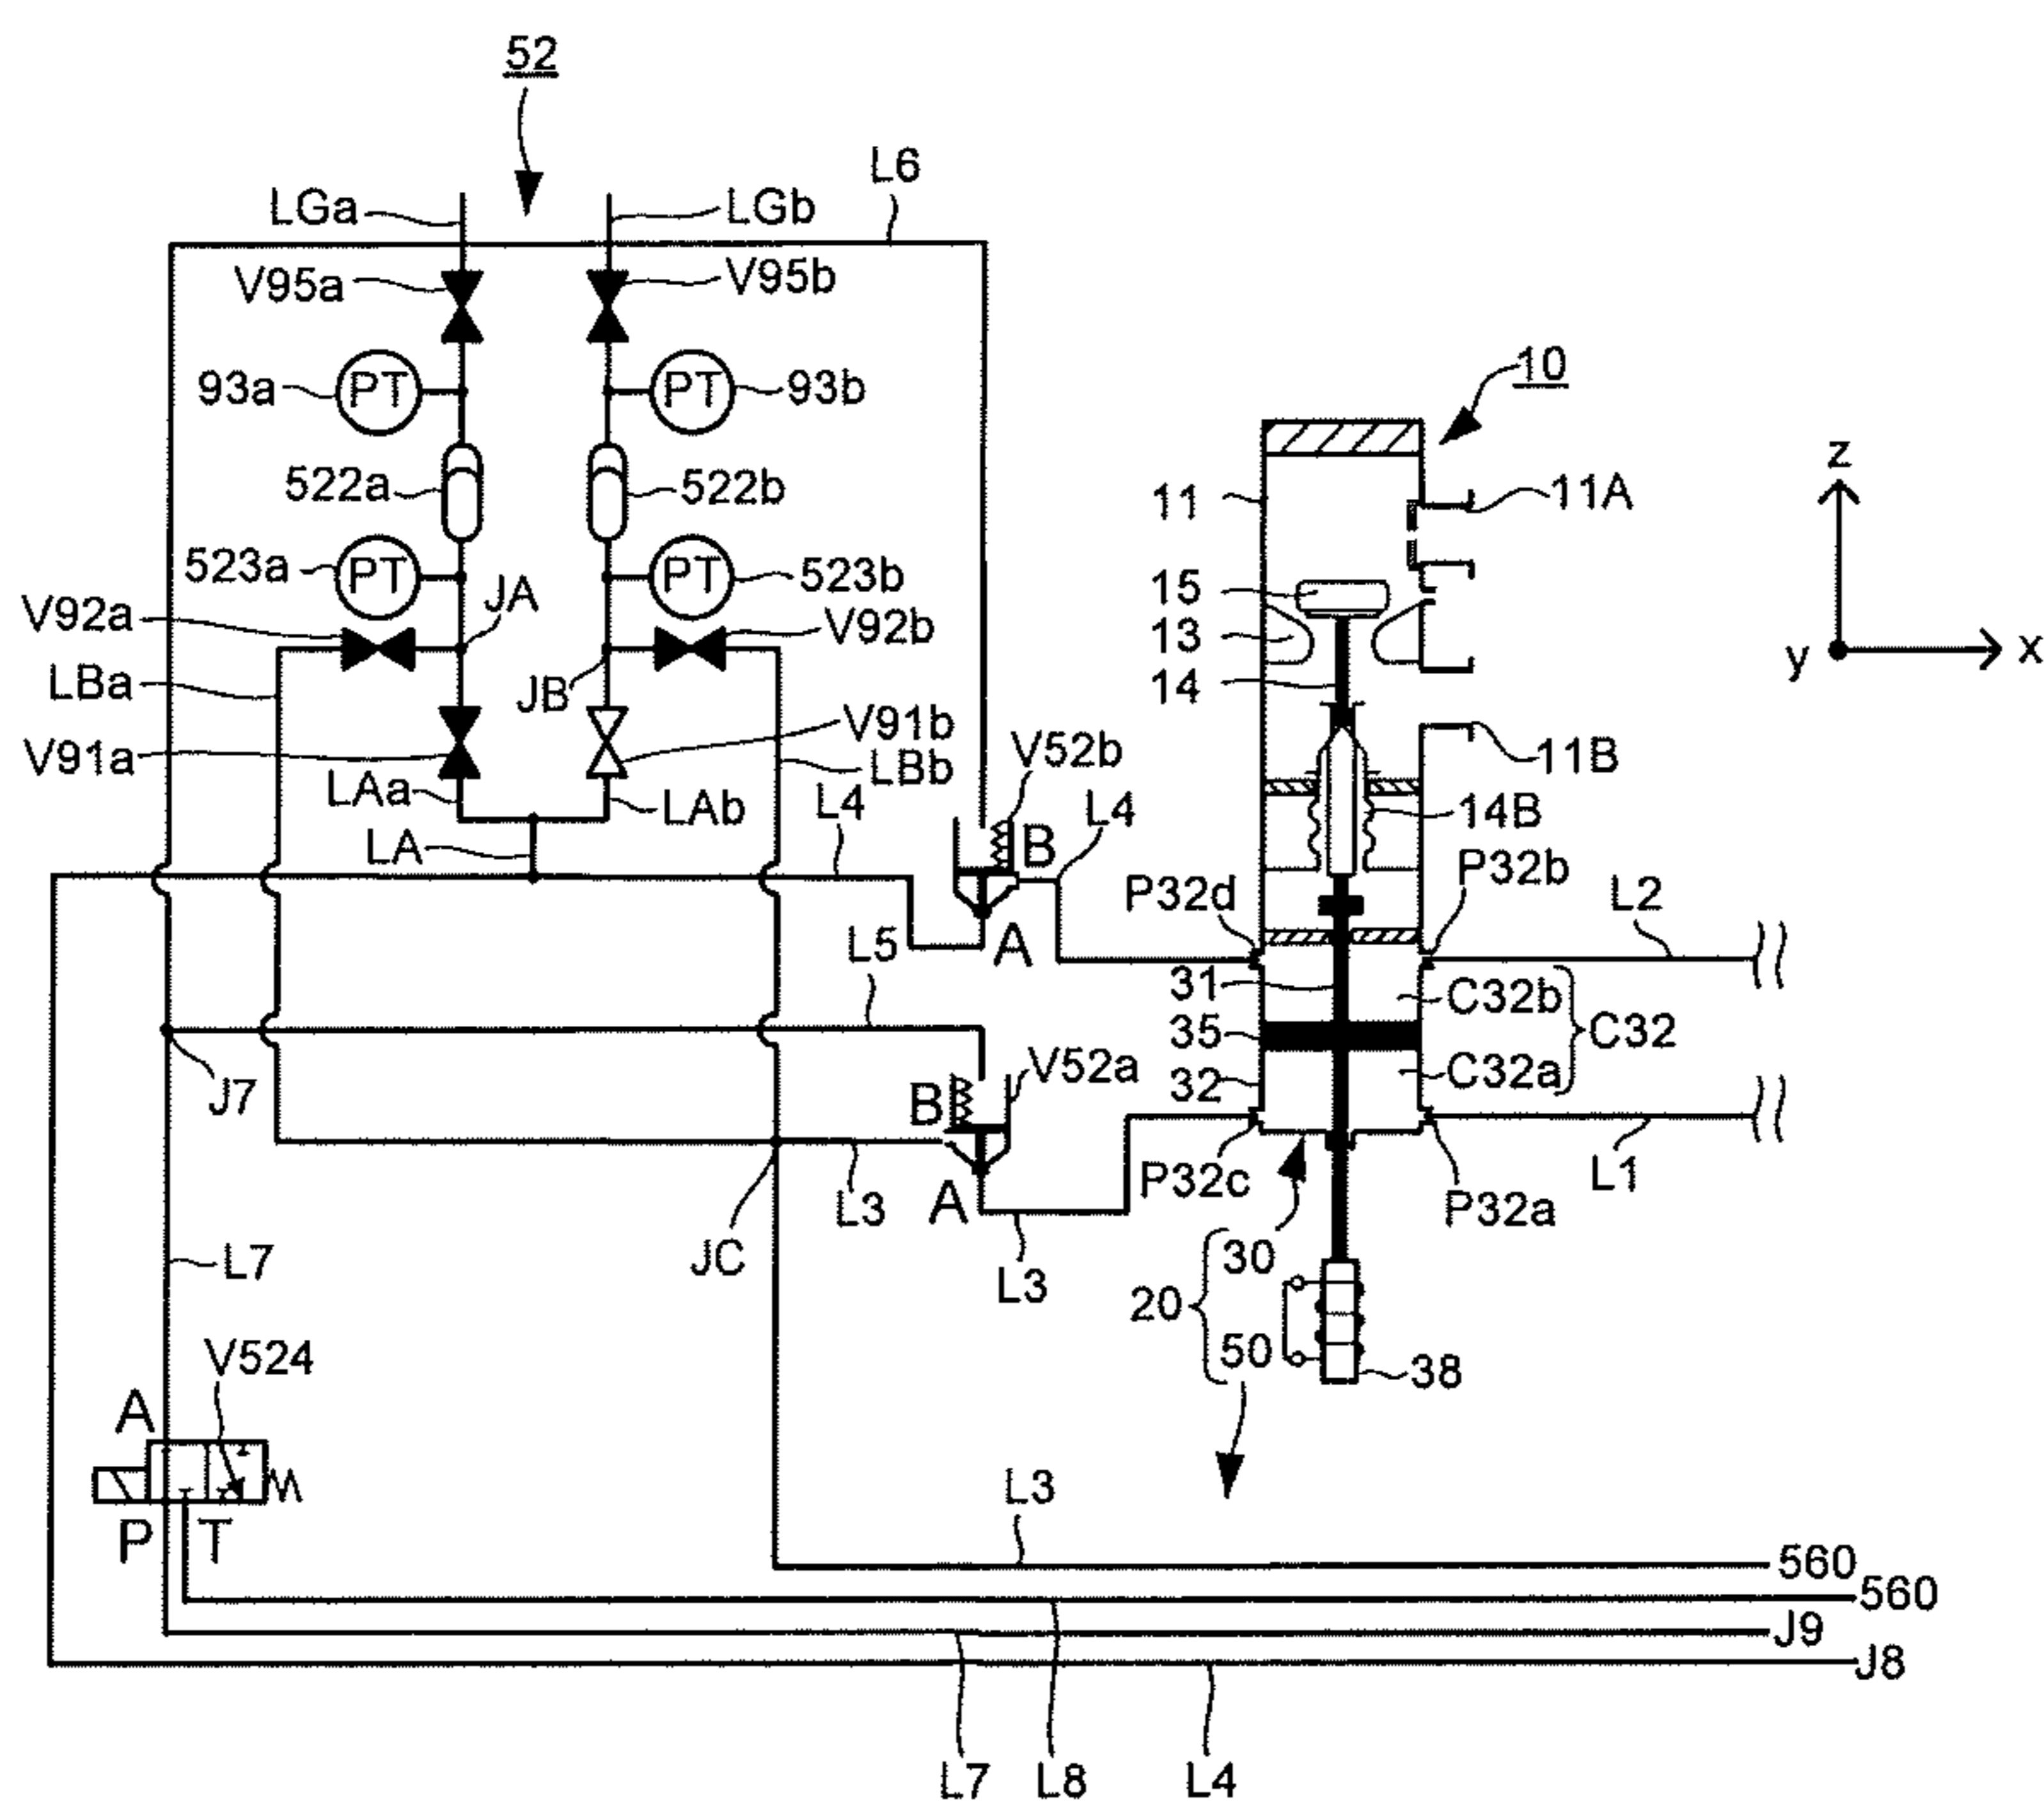 52
L6
LGa
LGb
V95a
V95b
93a
PT
PT
93b
10
z
522a
522b
11
11A
523a
PT
PT
523b
15
JA
V92a
V92b
13
y
x
LBa
JB
14
V91b
V52b
V91a
LBb
11B
LAa
LAb
L4
L4
14B
LA
B
P32b
P32d
L2
A
L5
31
C32b
35
C32
V52a
C32a
J7
B
32
P32c
L1
A
L3
P32a
JC
L7
L3
30
20
50
38
V524
A
L3
P
T
560
560
J9
J8
L7
L8
L4